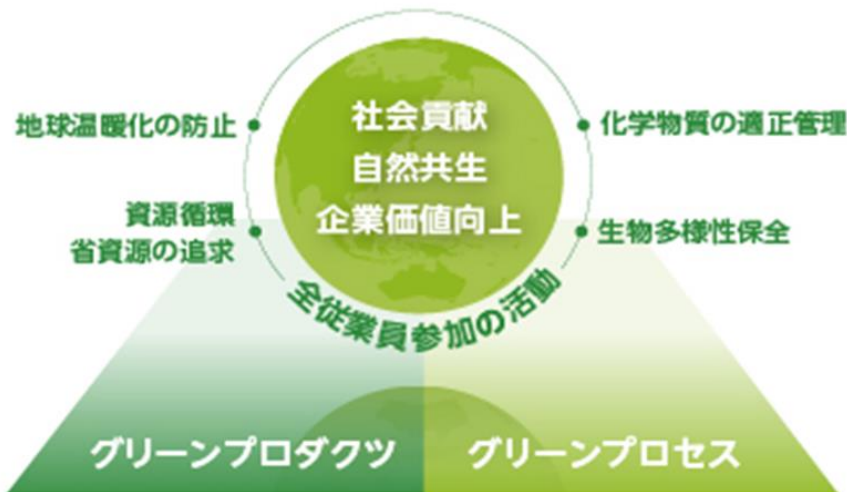 社会貢献
自然共生
企業価値向上
地球温暖化の防止
資源循環
省資源の追求
化学物質の適正管理
生物多様性保全
全従業員参加の活動
グリーンプロダクツ
グリーンプロセス